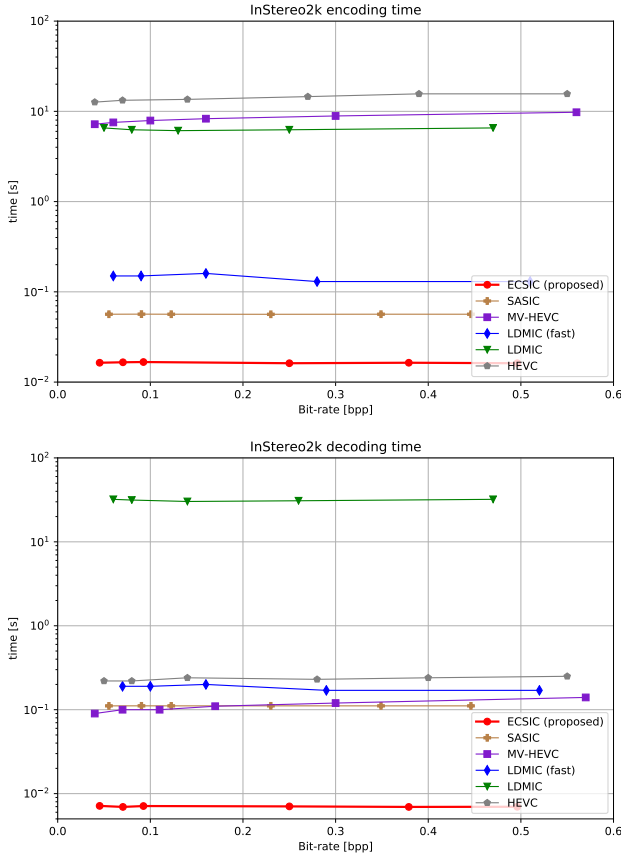 InStereo2k encoding time
10²
10¹
10⁰
10⁻¹
10⁻²
time [s]
ECSIC (proposed)
SASIC
MV-HEVC
LDMIC (fast)
LDMIC
HEVC
0.0 0.1 0.2 0.3 0.4 0.5 0.6
Bit-rate [bpp]
InStereo2k decoding time
10²
10¹
10⁰
10⁻¹
10⁻²
time [s]
ECSIC (proposed)
SASIC
MV-HEVC
LDMIC (fast)
LDMIC
HEVC
0.0 0.1 0.2 0.3 0.4 0.5 0.6
Bit-rate [bpp]